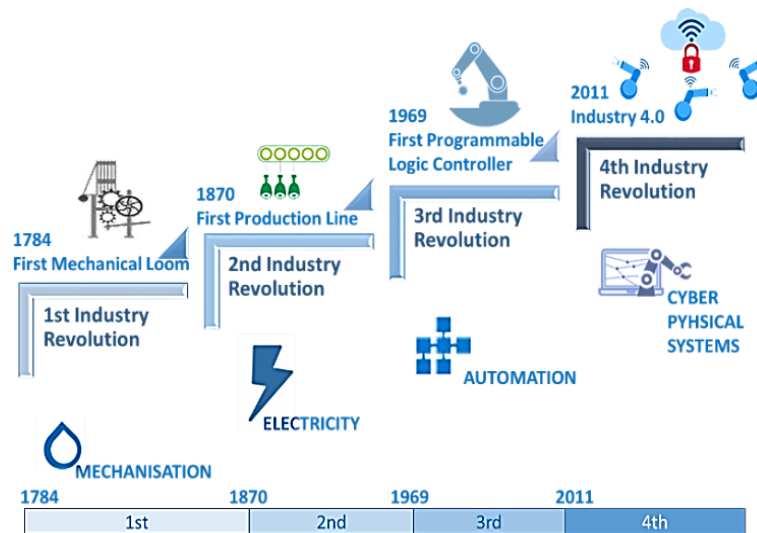 1784
First Mechanical Loom
1st Industry
Revolution
1870
First Production Line
2nd Industry
Revolution
1969
First Programmable
Logic Controller
3rd Industry
Revolution
2011
Industry 4.0
4th Industry
Revolution
MECHANISATION
ELECTRICITY
AUTOMATION
CYBER
PYHSICAL
SYSTEMS
1784
1870
1969
2011
1st
2nd
3rd
4th